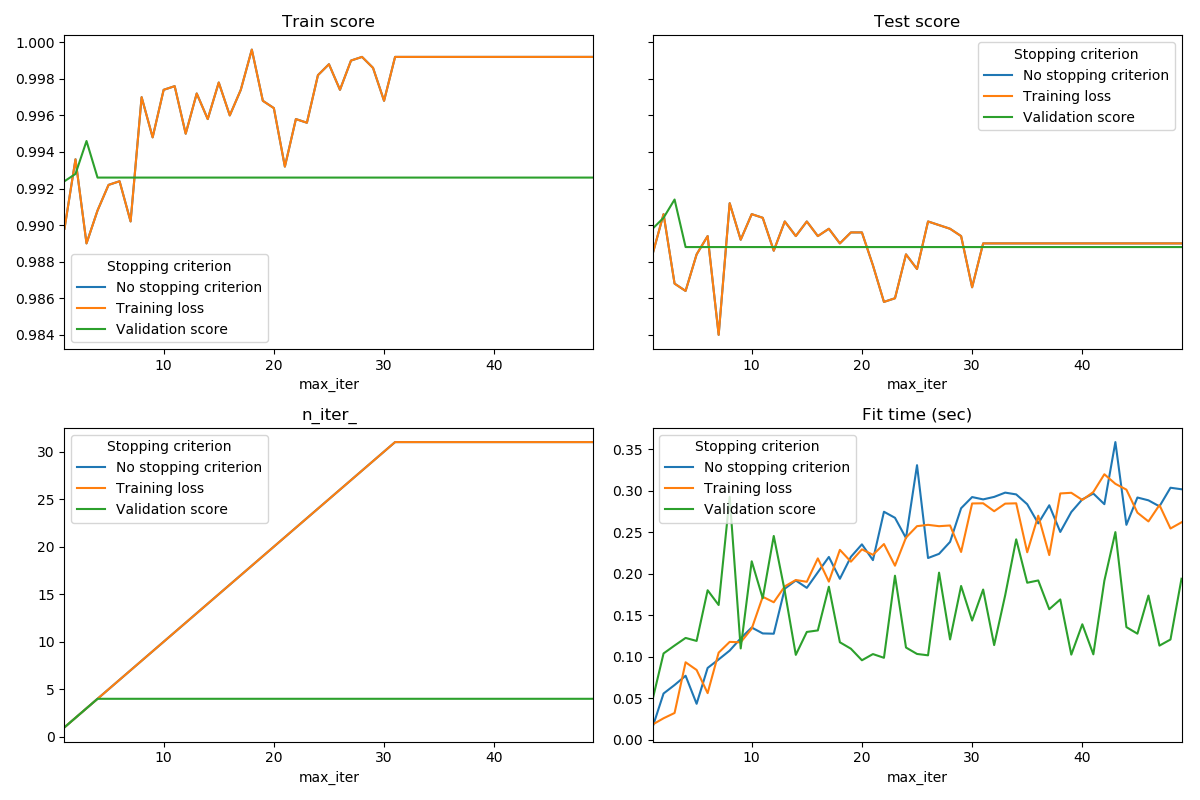 Train score
1.000
0.998
0.996
0.994
0.992
0.990
0.988
0.986
0.984
Stopping criterion
No stopping criterion
Training loss
Validation score
10 20 30 40
max_iter
Test score
Stopping criterion
No stopping criterion
Training loss
Validation score
10 20 30 40
max_iter
n_iter_
30
25
20
15
10
5
0
Stopping criterion
No stopping criterion
Training loss
Validation score
10 20 30 40
max_iter
Fit time (sec)
0.35
0.30
0.25
0.20
0.15
0.10
0.05
0.00
Stopping criterion
No stopping criterion
Training loss
Validation score
10 20 30 40
max_iter